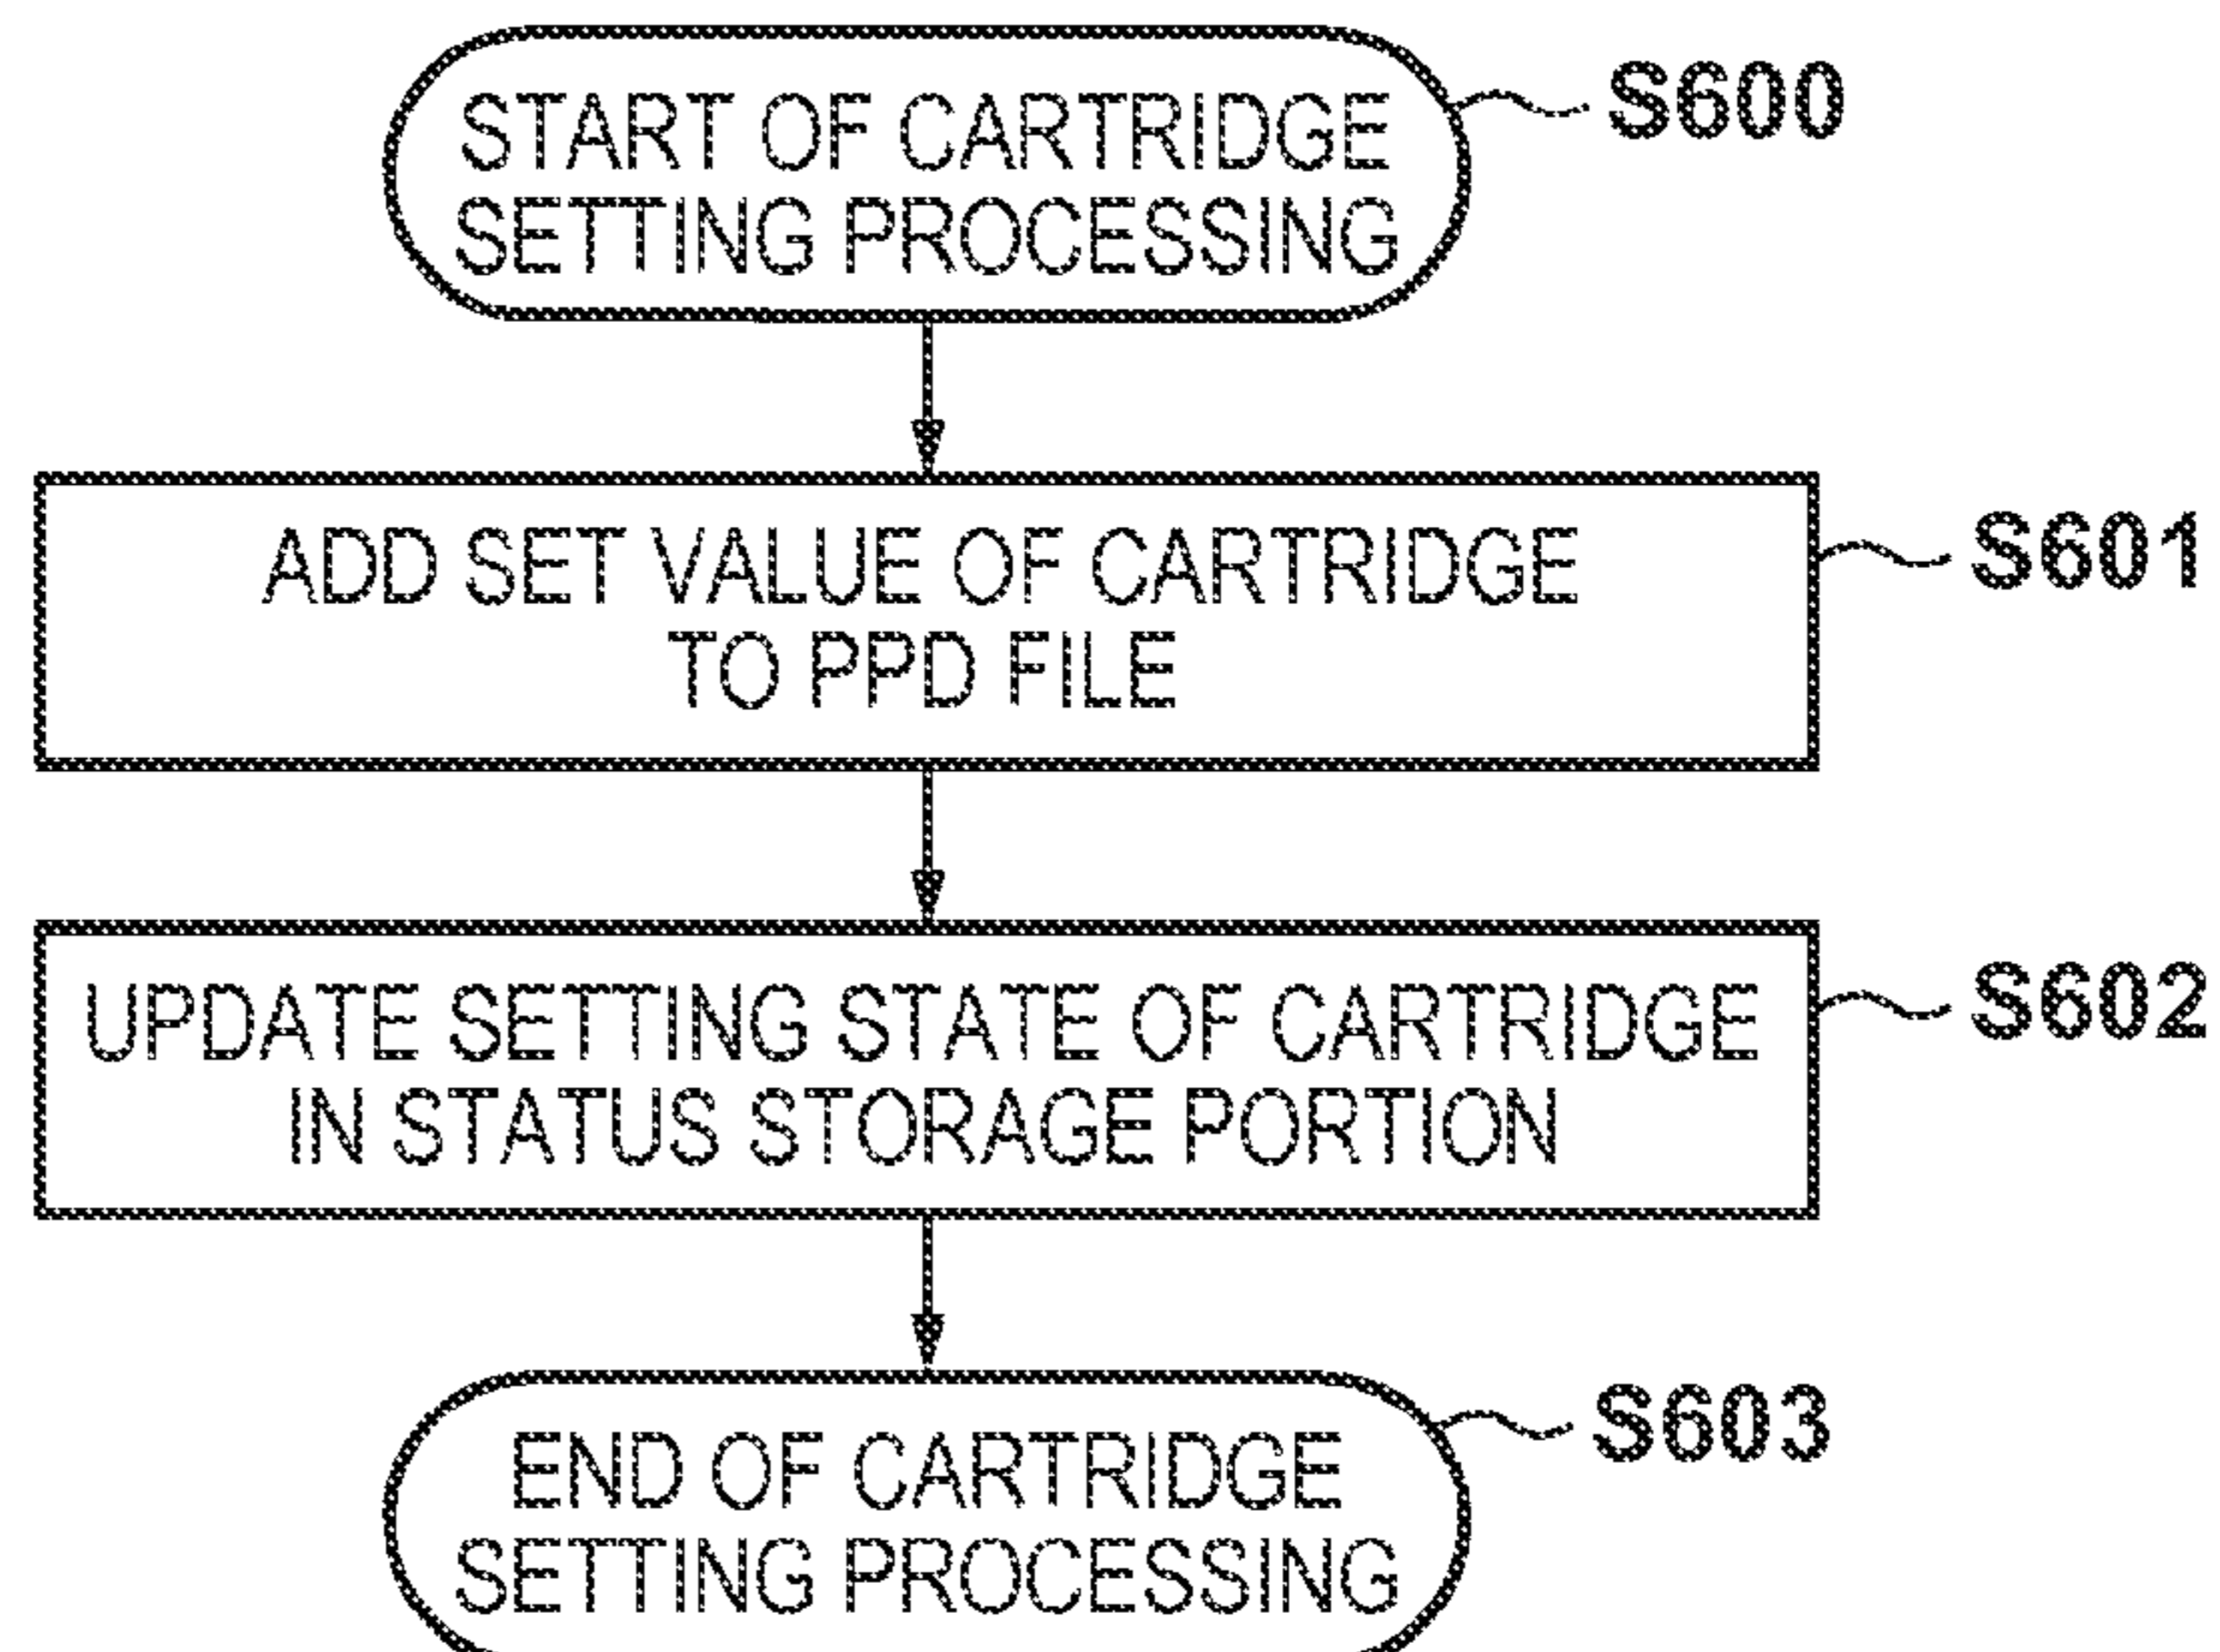 START OF CARTRIDGE
SETTING PROCESSING
S600
ADD SET VALUE OF CARTRIDGE
TO PPD FILE
S601
UPDATE SETTING STATE OF CARTRIDGE
IN STATUS STORAGE PORTION
S602
END OF CARTRIDGE
SETTING PROCESSING
S603